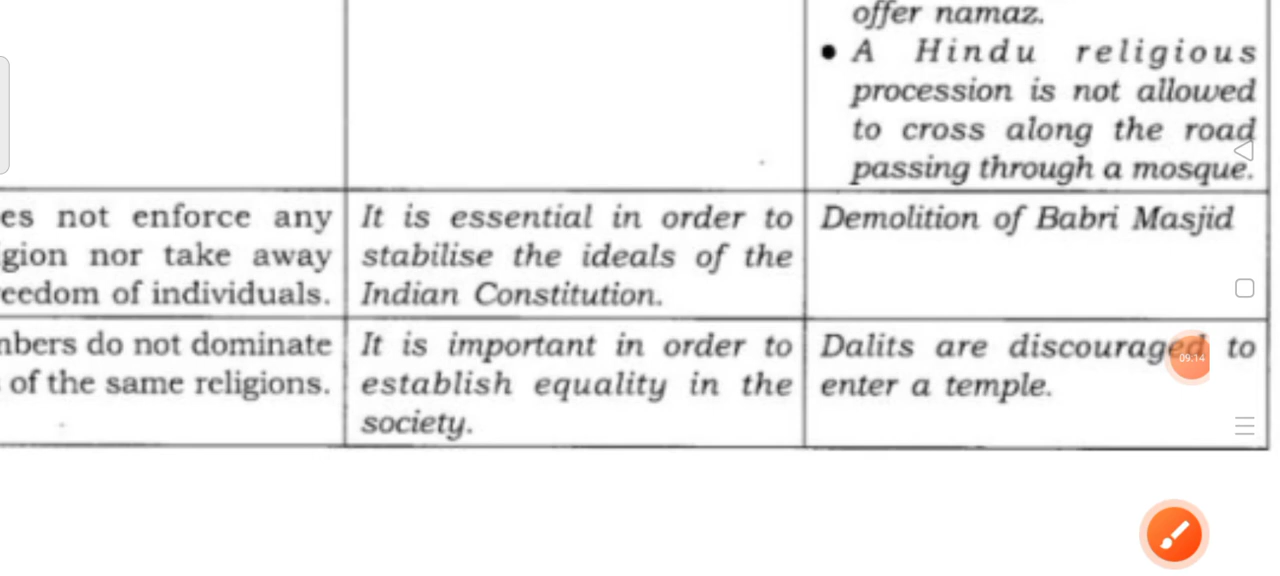 offer namaz.
• A Hindu religious
procession is not allowed
to cross along the road
passing through a mosque.
es not enforce any
gion nor take away
eedom of individuals.
It is essential in order to
stabilise the ideals of the
Indian Constitution.
Demolition of Babri Masjid
nbers do not dominate
of the same religions.
It is important in order to
establish equality in the
society.
Dalits are discouraged to
enter a temple.
09:14